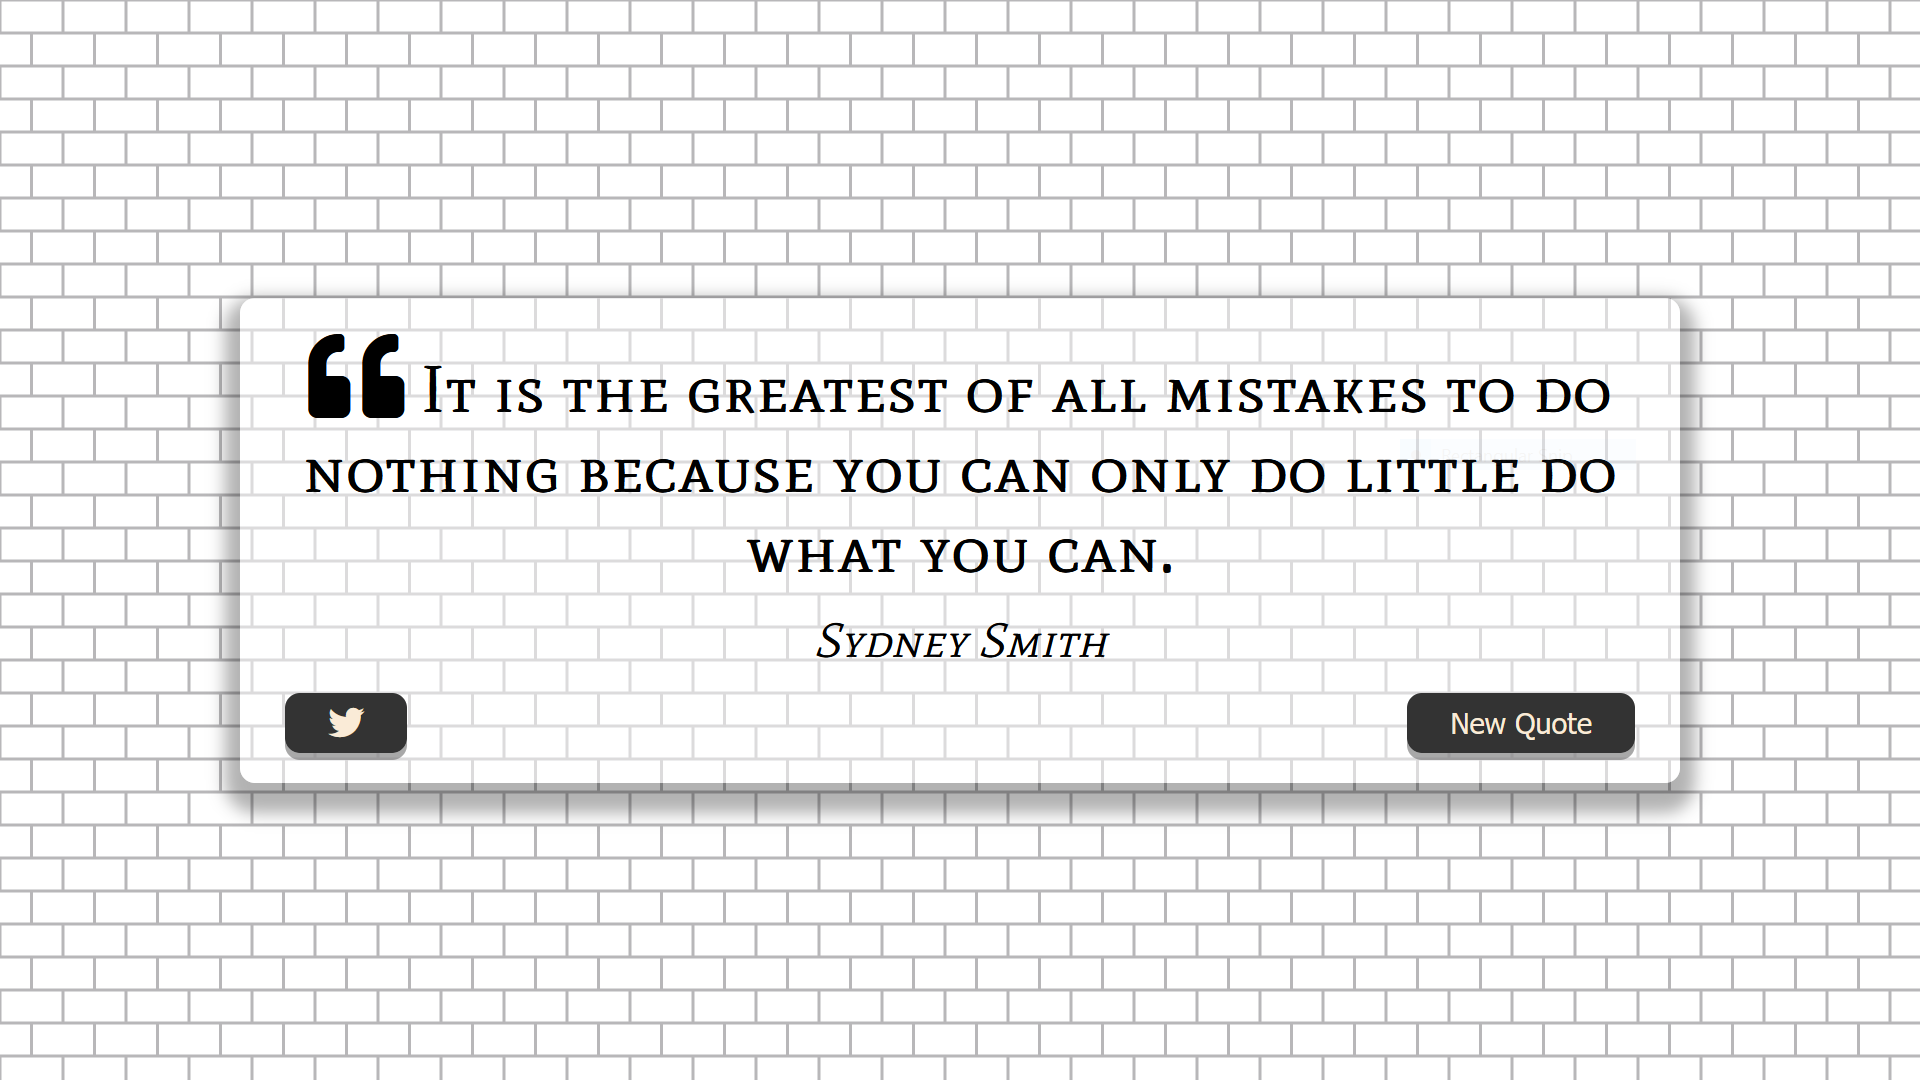 It is the greatest of all mistakes to do
nothing because you can only do little do
what you can.
Sydney Smith
New Quote